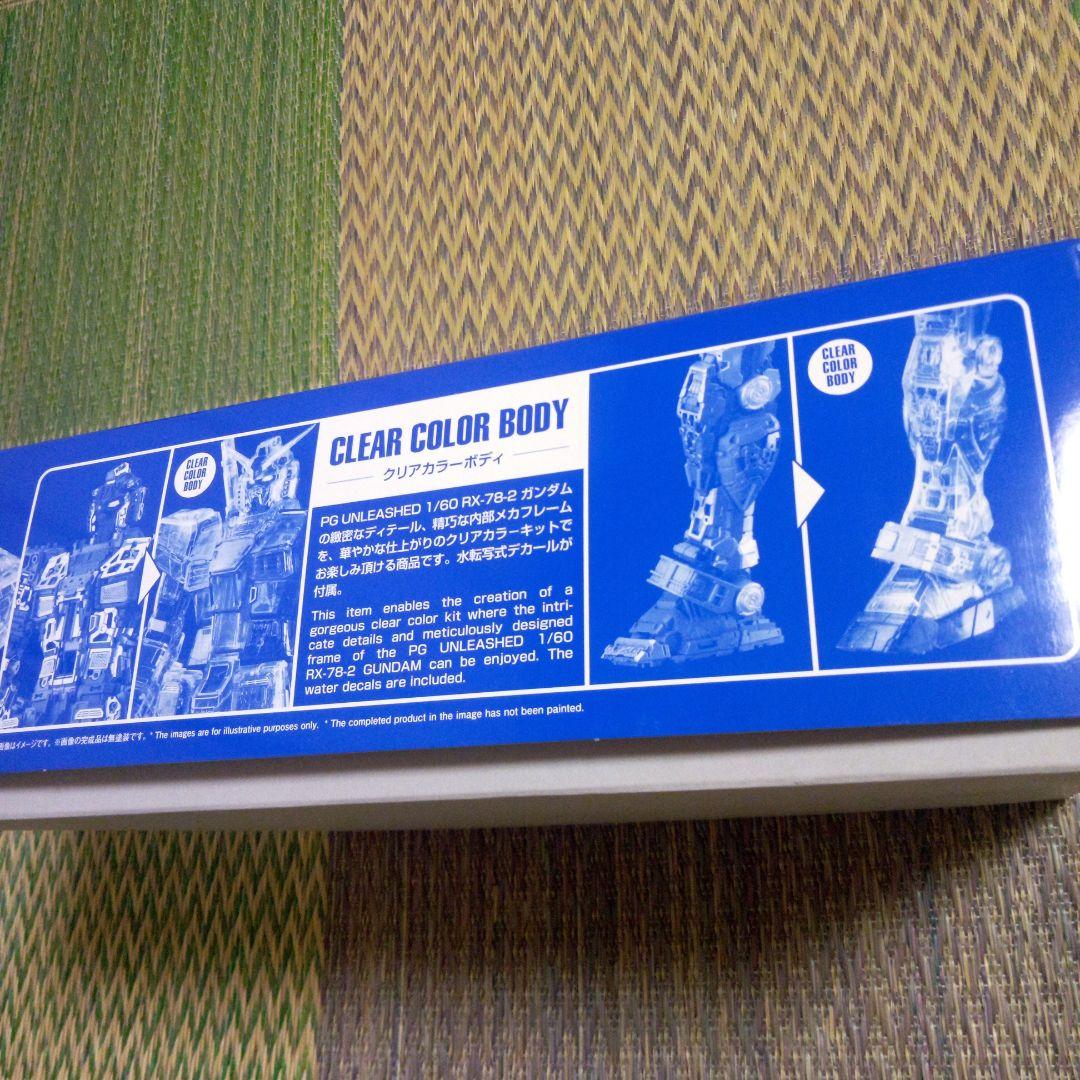 CLEAR COLOR BODY
クリアカラーボディ
PG UNLEASHED 1/60 RX-78-2 ガンダム
の緻密なディテール、精巧な内部メカフレーム
を、華やかな仕上がりのクリアカラーキットで
お楽しみ頂ける商品です。水転写式デカールが
付属。
This item enables the creation of a
gorgeous clear color kit where the intri-
cate details and meticulously designed
frame of the PG UNLEASHED 1/60
RX-78-2 GUNDAM can be enjoyed. The
water decals are included.
CLEAR
COLOR
BODY
CLEAR
COLOR
BODY
画像はイメージです。※画像の完成品は無塗装です。* The images are for illustrative purposes only. * The completed product in the image has not been painted.